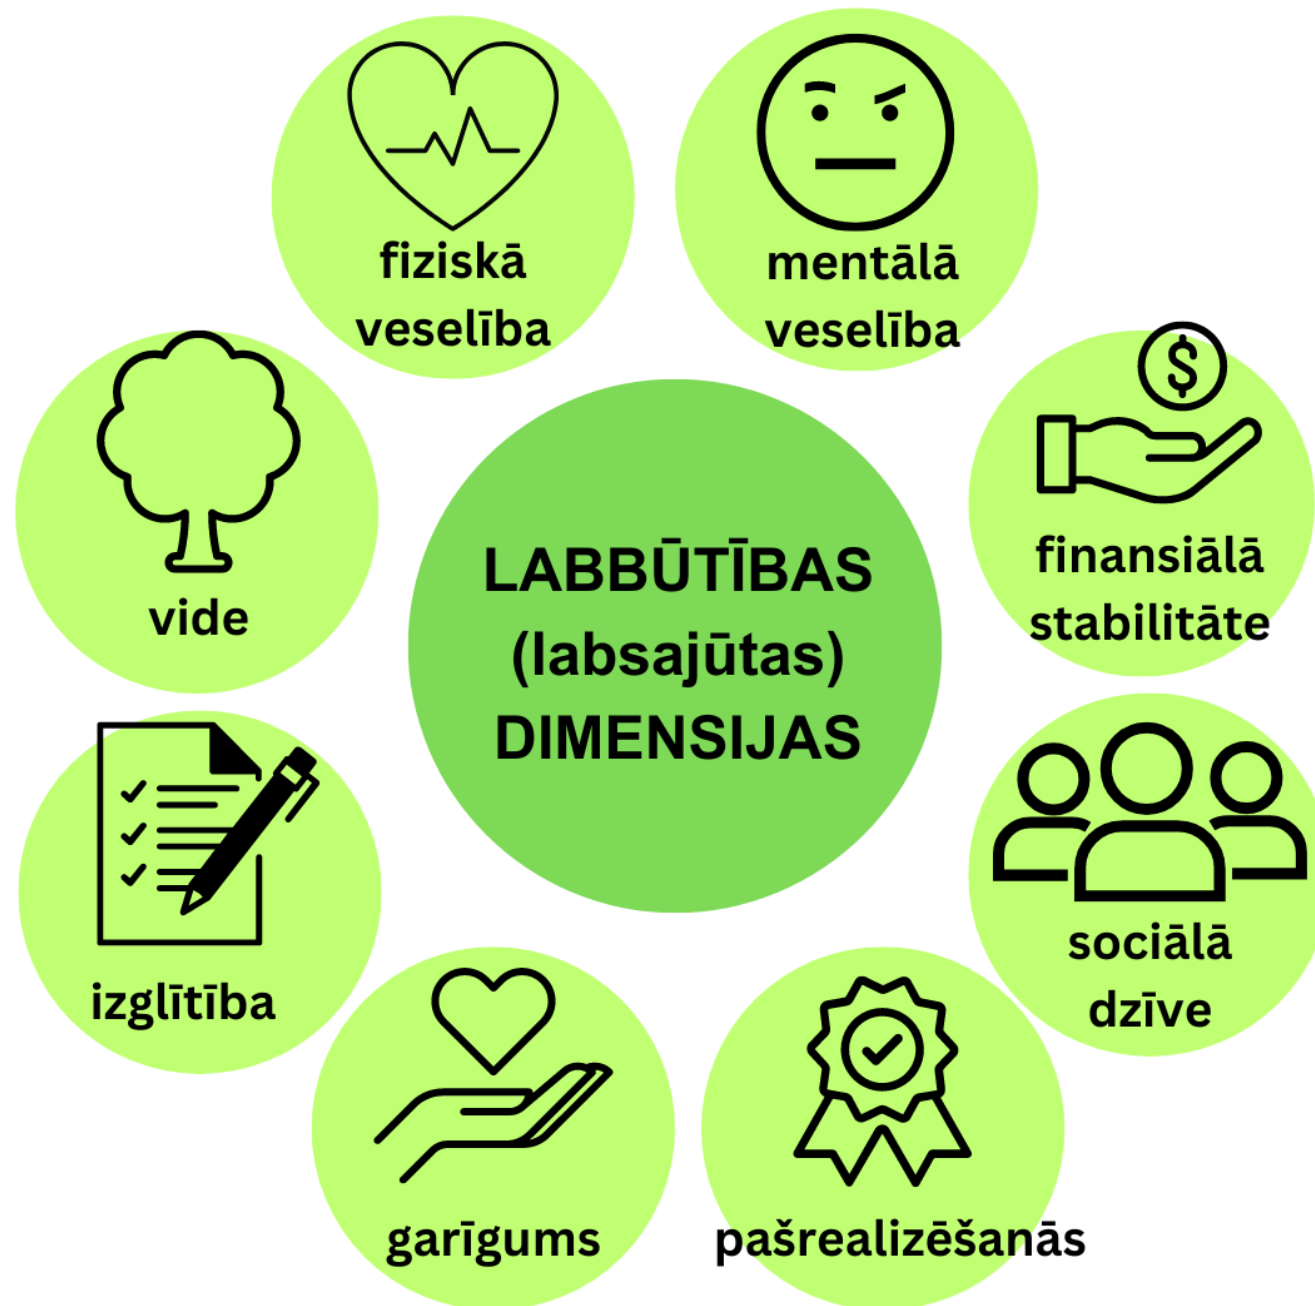 fiziskā
veselība
mentālā
veselība
finansiālā
stabilitāte
sociālā
dzīve
pašrealizēšanās
garīgums
izglītība
vide
LABBŪTĪBAS
(labsajūtas)
DIMENSIJAS
$